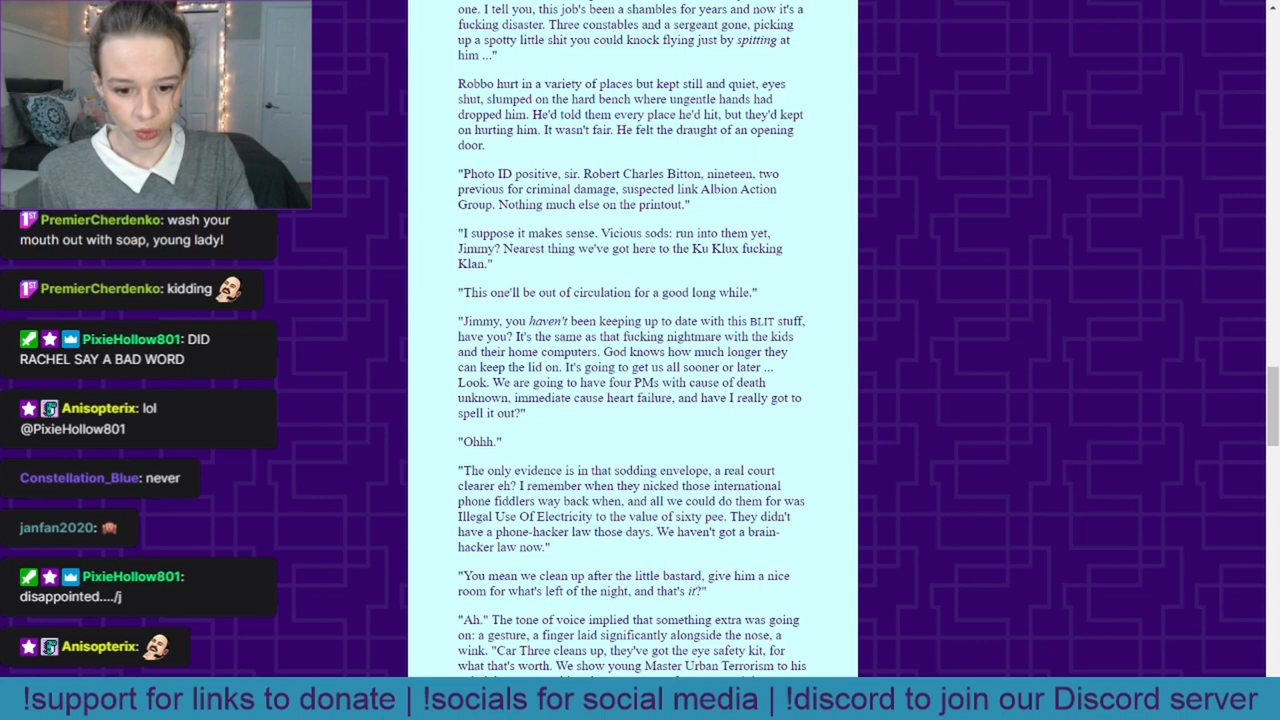 one. I tell you, this job's been a shambles for years and now it's a
fucking disaster. Three constables and a sergeant gone, picking
up a spotty little shit you could knock flying just by spitting at
him ..."
Robbo hurt in a variety of places but kept still and quiet, eyes
shut, slumped on the hard bench where ungentle hands had
dropped him. He'd told them every place he'd hit, but they'd kept
on hurting him. It wasn't fair. He felt the draught of an opening
door.
"Photo ID positive, sir. Robert Charles Bitton, nineteen, two
previous for criminal damage, suspected link Albion Action
Group. Nothing much else on the printout."
"I suppose it makes sense. Vicious sods: run into them yet,
Jimmy? Nearest thing we've got here to the Ku Klux fucking
Klan."
"This one'll be out of circulation for a good long while."
"Jimmy, you haven't been keeping up to date with this BLIT stuff,
have you? It's the same as that fucking nightmare with the kids
and their home computers. God knows how much longer they
can keep the lid on. It's going to get us all sooner or later ...
Look. We are going to have four PMs with cause of death
unknown, immediate cause heart failure, and have I really got to
spell it out?"
"Ohhh."
"The only evidence is in that sodding envelope, a real court
clearer eh? I remember when they nicked those international
phone fiddlers way back when, and all we could do them for was
Illegal Use Of Electricity to the value of sixty pee. They didn't
have a phone-hacker law those days. We haven't got a brain-
hacker law now."
"You mean we clean up after the little bastard, give him a nice
room for what's left of the night, and that's it?"
"Ah." The tone of voice implied that something extra was going
on: a gesture, a finger laid significantly alongside the nose, a
wink. "Car Three cleans up, they've got the eye safety kit, for
what that's worth. We show young Master Urban Terrorism to his
1ST PremierCherdenko: wash your
mouth out with soap, young lady!
1ST PremierCherdenko: kidding
PixieHollow801: DID
RACHEL SAY A BAD WORD
Anisopterix: lol
@PixieHollow801
Constellation_Blue: never
janfan2020:
PixieHollow801:
disappointed..../j
Anisopterix:
!support for links to donate | !socials for social media | !discord to join our Discord server